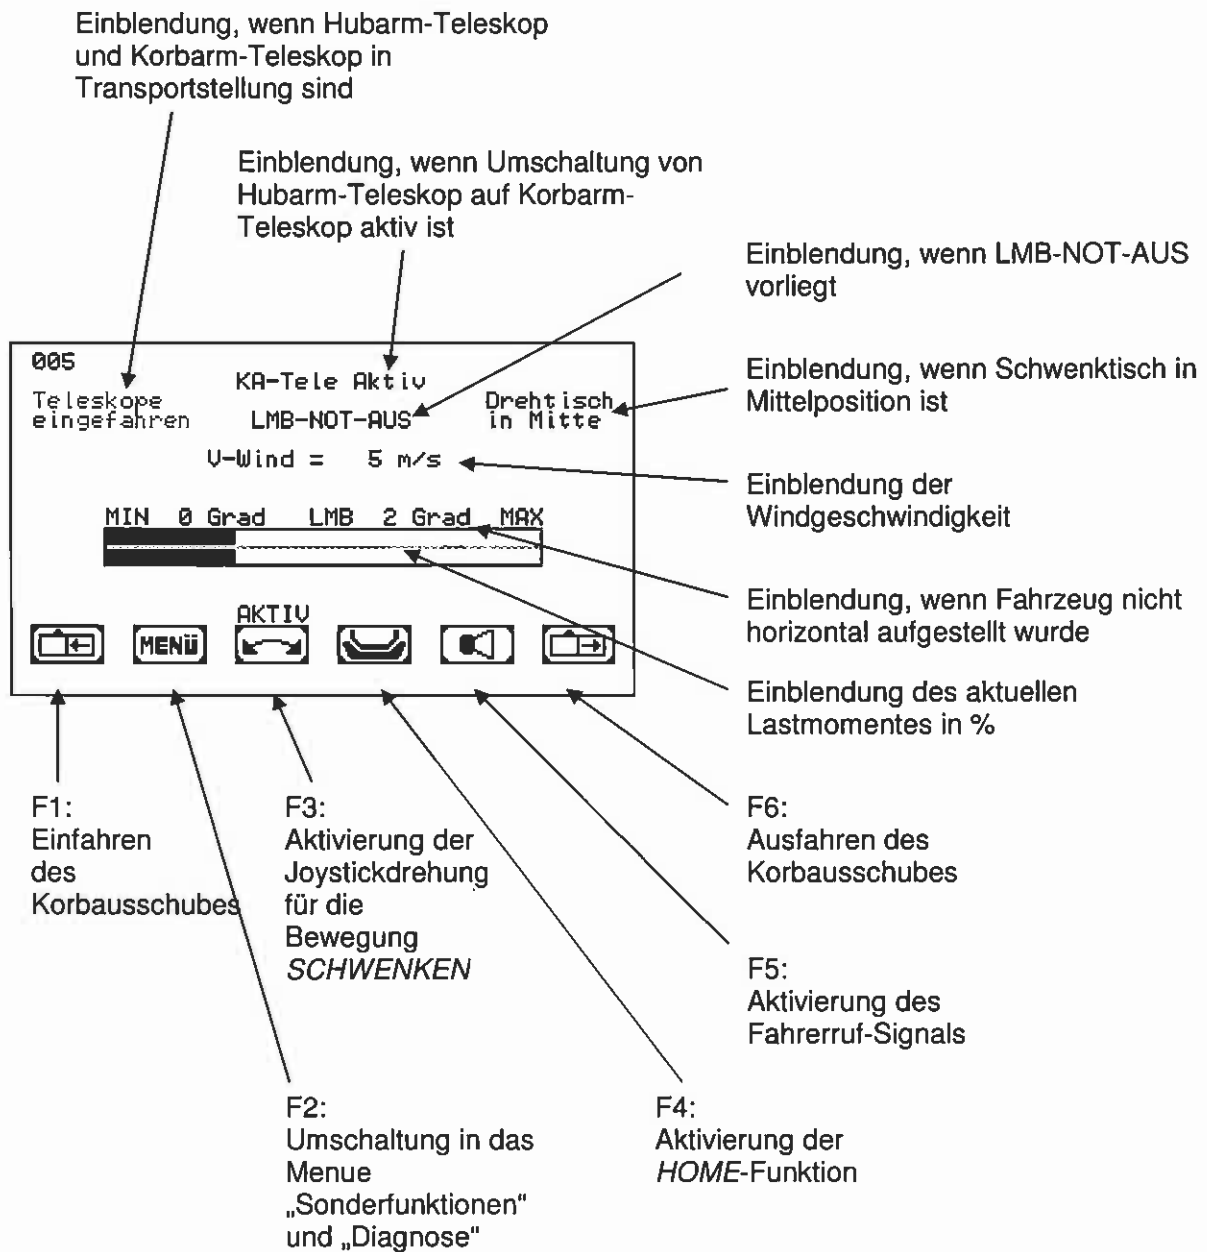 Einblendung, wenn Hubarm-Teleskop
und Korbarm-Teleskop in
Transportstellung sind
Einblendung, wenn Umschaltung von
Hubarm-Teleskop auf Korbarm-
Teleskop aktiv ist
Einblendung, wenn LMB-NOT-AUS
vorliegt
Einblendung, wenn Schwenktisch in
Mittelposition ist
Einblendung der
Windgeschwindigkeit
Einblendung, wenn Fahrzeug nicht
horizontal aufgestellt wurde
Einblendung des aktuellen
Lastmomentes in %
005
KA-Tele Aktiv
Teleskope
eingefahren
LMB-NOT-AUS
Drehtisch
in Mitte
V-Wind = 5 m/s
MIN 0 Grad LMB 2 Grad MAX
AKTIV
MENÜ
F1:
Einfahren
des
Korbausschubes
F3:
Aktivierung der
Joystickdrehung
für die
Bewegung
SCHWENKEN
F6:
Ausfahren des
Korbausschubes
F5:
Aktivierung des
Fahrerruf-Signals
F2:
Umschaltung in das
Menue
„Sonderfunktionen"
und „Diagnose"
F4:
Aktivierung der
HOME-Funktion